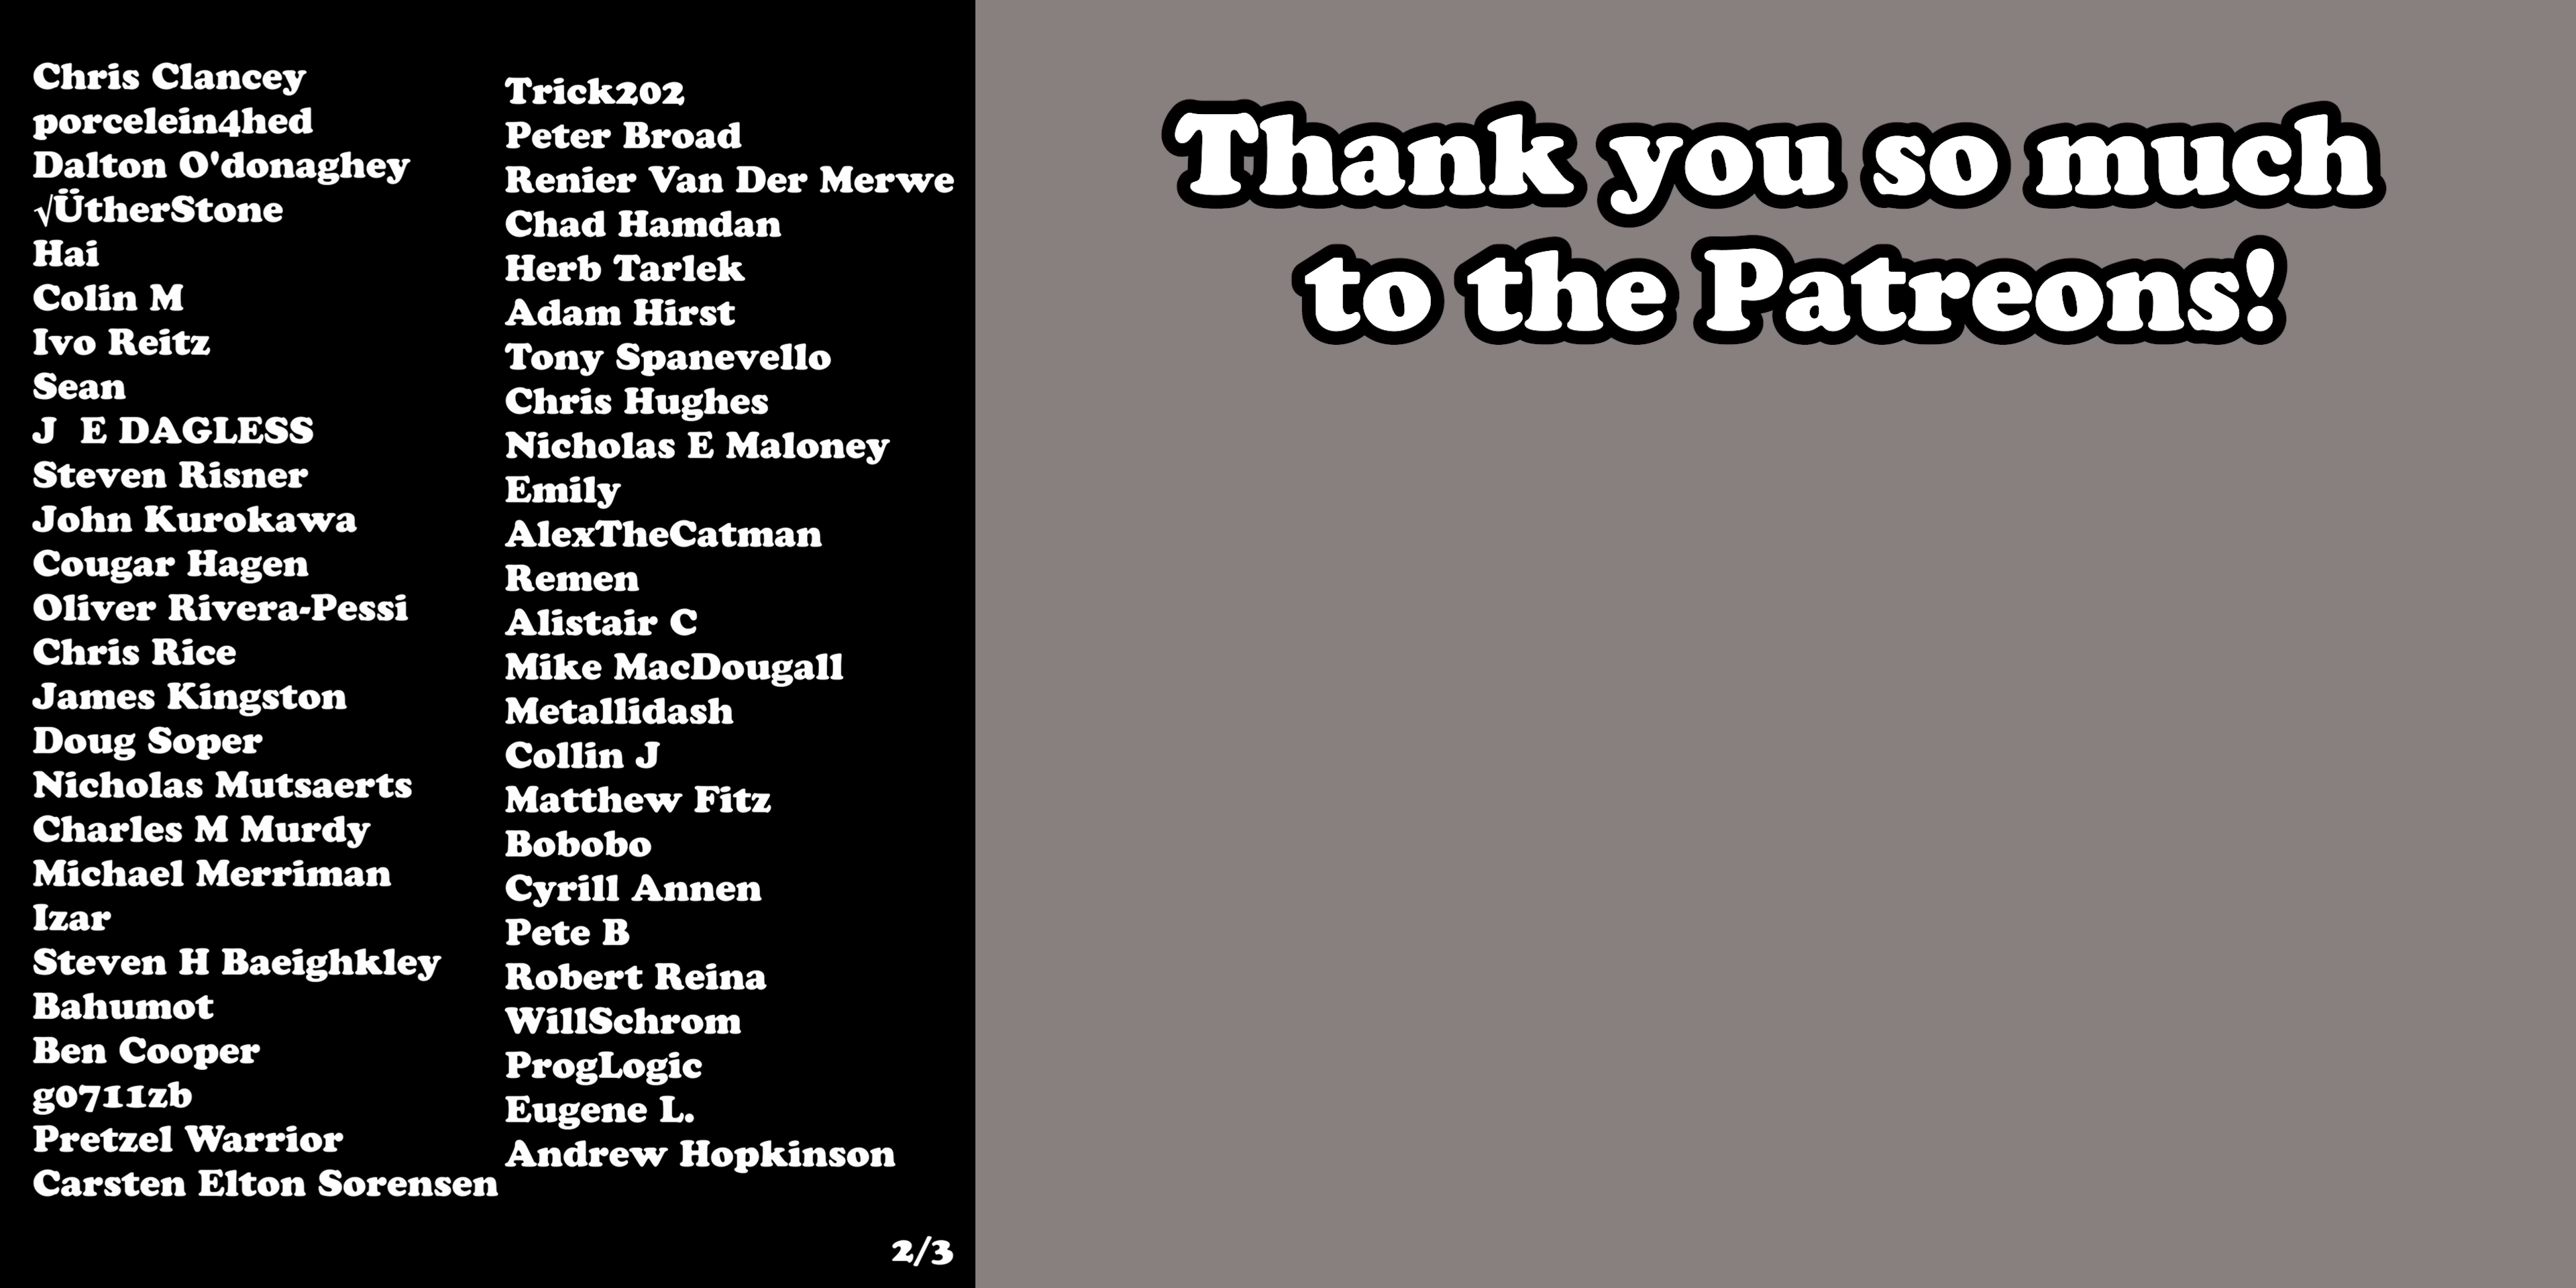 Chris Clancey
porcelein4hed
Dalton O'donaghey
√ÜtherStone
Hai
Colin M
Ivo Reitz
Sean
J  E DAGLESS
Steven Risner
John Kurokawa
Cougar Hagen
Oliver Rivera-Pessi
Chris Rice
James Kingston
Doug Soper
Nicholas Mutsaerts
Charles M Murdy
Michael Merriman
Izar
Steven H Baeighkley
Bahumot
Ben Cooper
g0711zb
Pretzel Warrior
Carsten Elton Sorensen
Trick202
Peter Broad
Renier Van Der Merwe
Chad Hamdan
Herb Tarlek
Adam Hirst
Tony Spanevello
Chris Hughes
Nicholas E Maloney
Emily
AlexTheCatman
Remen
Alistair C
Mike MacDougall
Metallidash
Collin J
Matthew Fitz
Bobobo
Cyrill Annen
Pete B
Robert Reina
WillSchrom
ProgLogic
Eugene L.
Andrew Hopkinson
2/3
Thank you so much
to the Patreons!